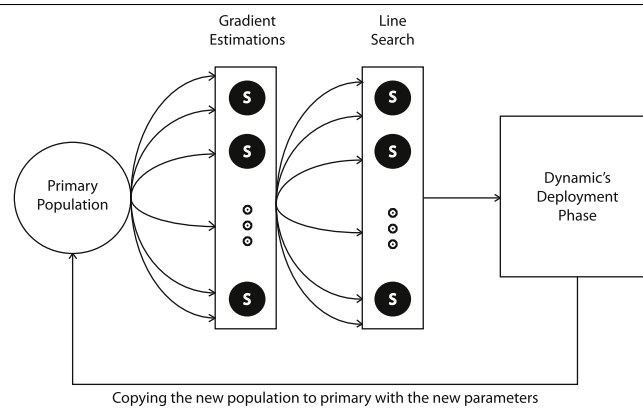 Gradient
Estimations
Line
Search
S
S
S
S
S
S
Primary
Population
Dynamic's
Deployment
Phase
Copying the new population to primary with the new parameters